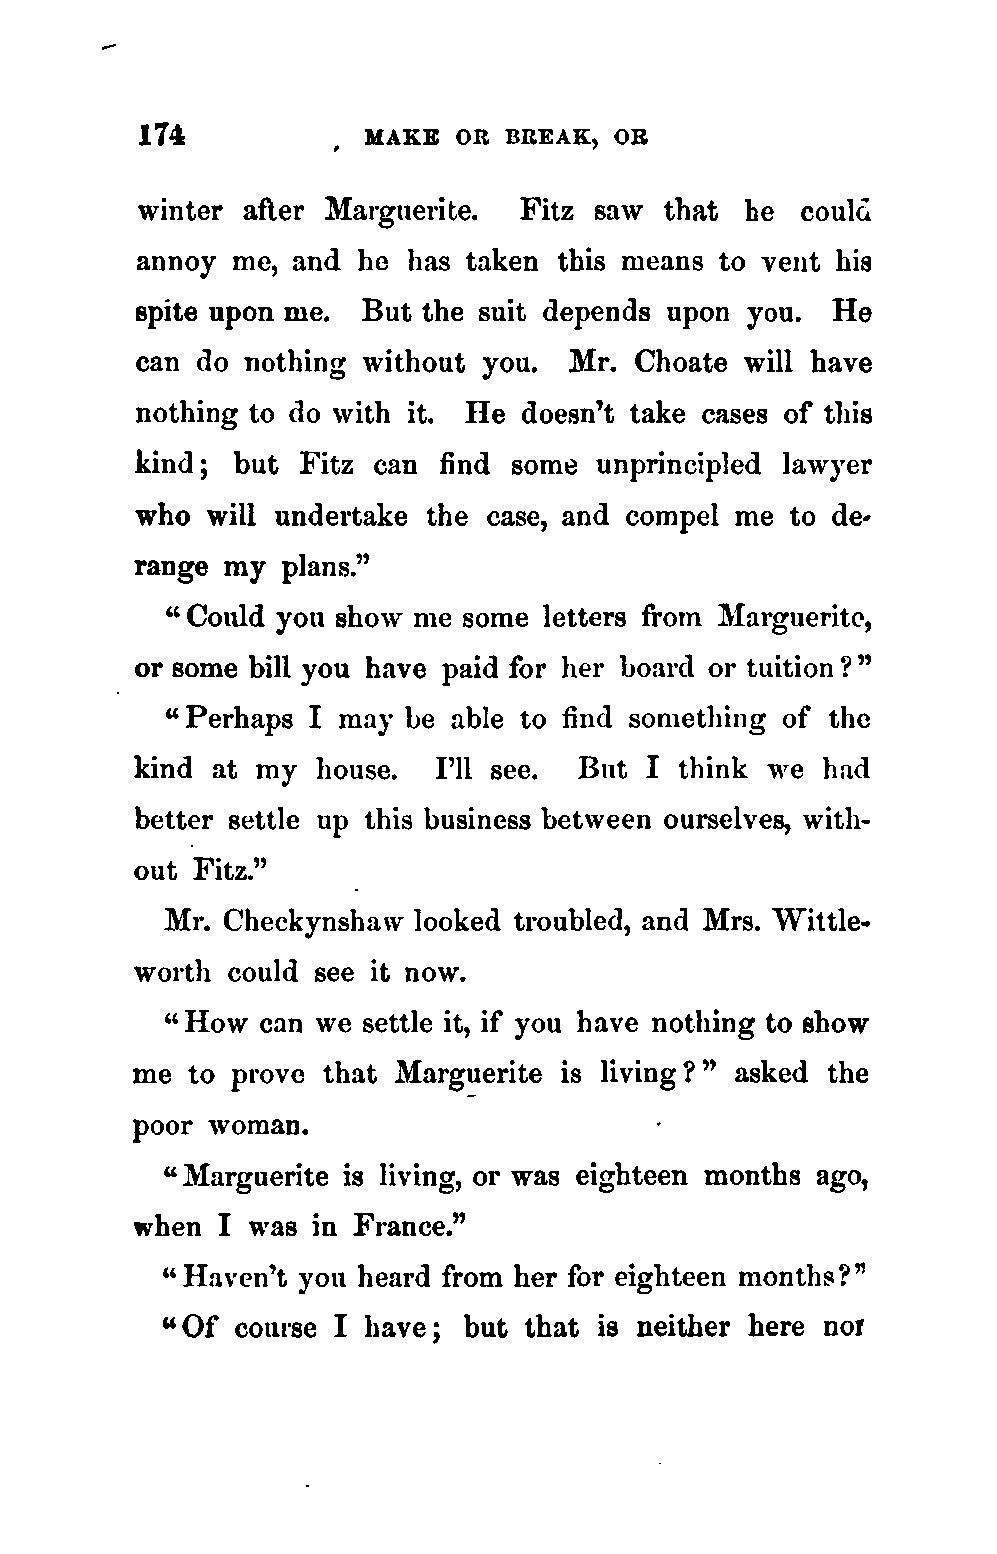 174 MAKE OR BREAK, OR
winter after Marguerite. Fitz saw that he could
annoy me, and he has taken this means to vent his
spite upon me. But the suit depends upon you. He
can do nothing without you. Mr. Choate will have
nothing to do with it. He doesn't take cases of this
kind; but Fitz can find some unprincipled lawyer
who will undertake the case, and compel me to de-
range my plans."
"Could you show me some letters from Marguerite,
or some bill you have paid for her board or tuition?"
"Perhaps I may be able to find something of the
kind at my house. I'll see. But I think we had
better settle up this business between ourselves, with-
out Fitz."
Mr. Checkynshaw looked troubled, and Mrs. Wittle-
worth could see it now.
"How can we settle it, if you have nothing to show
me to prove that Marguerite is living?" asked the
poor woman.
"Marguerite is living, or was eighteen months ago,
when I was in France."
"Haven't you heard from her for eighteen months?"
"Of course I have; but that is neither here nor